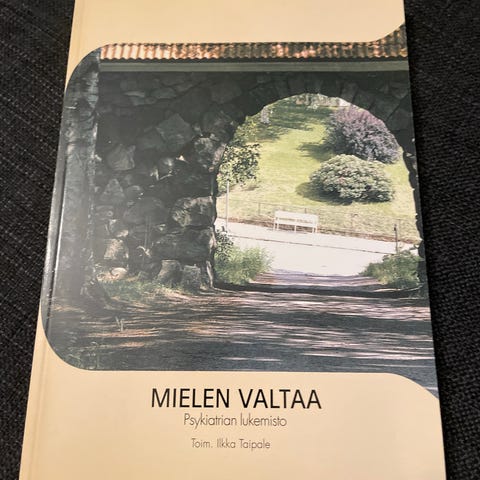 MIELEN VALTAA
Psykiatrian lukemisto
Toim. Ilkka Taipale